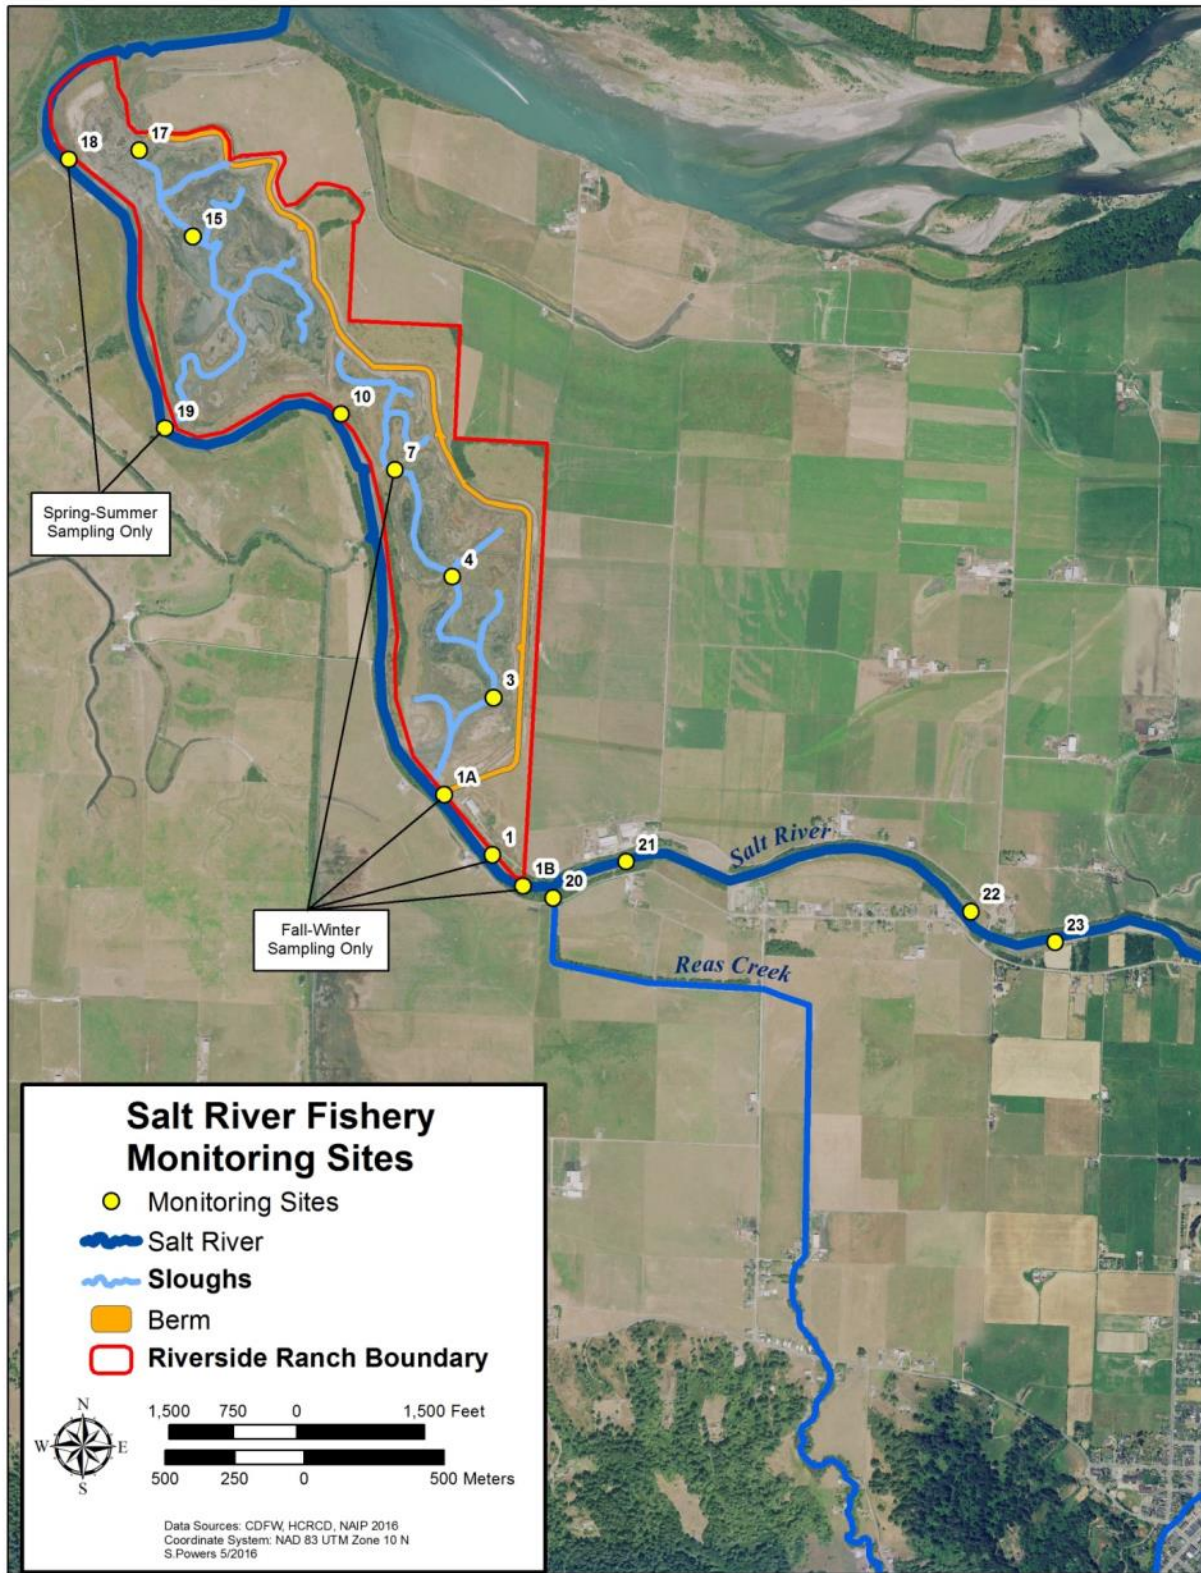 17
18
15
10
19
7
Spring-Summer
Sampling Only
4
3
1A
1
21
Salt River
1B
20
22
23
Fall-Winter
Sampling Only
Reas Creek
Salt River Fishery
Monitoring Sites
Monitoring Sites
Salt River
Sloughs
Berm
Riverside Ranch Boundary
N
W E
S
1,500 750 0 1,500 Feet
500 250 0 500 Meters
Data Sources: CDFW, HCRCD, NAIP 2016
Coordinate System: NAD 83 UTM Zone 10 N
S.Powers 5/2016